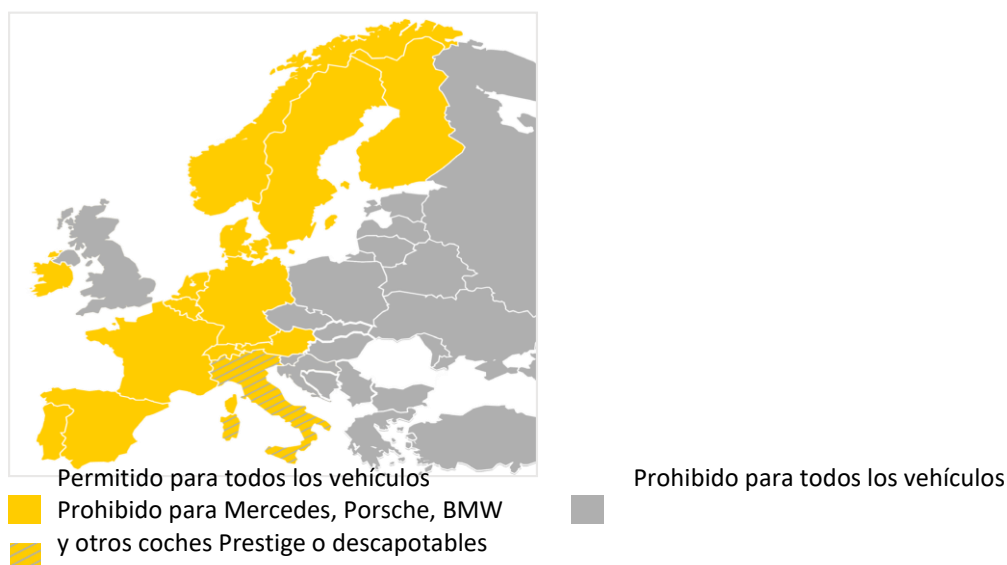 Permitido para todos los vehículos
Prohibido para Mercedes, Porsche, BMW
y otros coches Prestige o descapotables
Prohibido para todos los vehículos